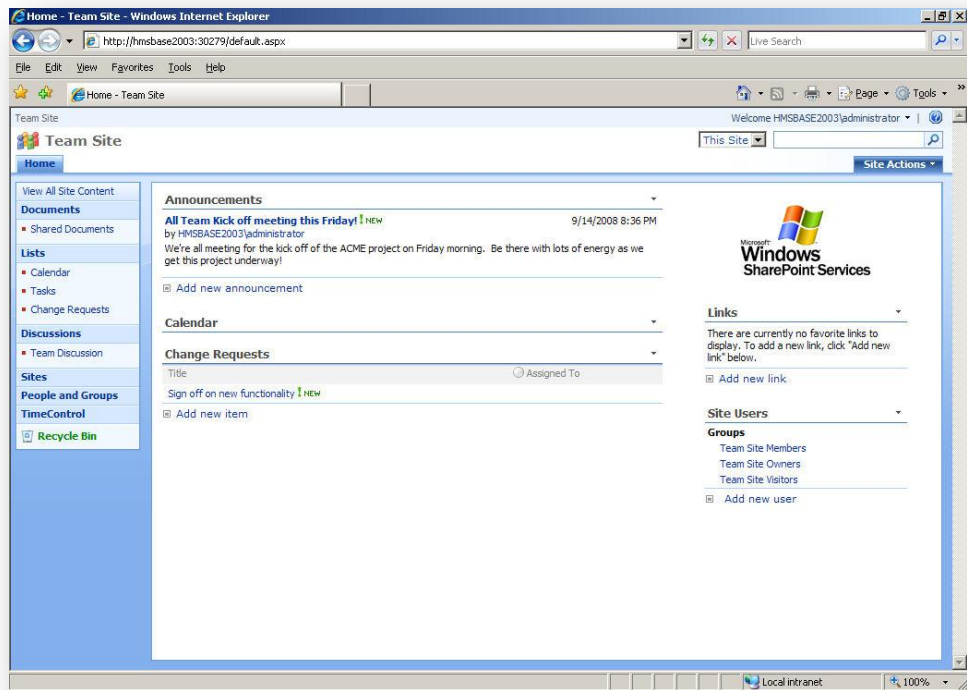 Home - Team Site - Windows Internet Explorer
http://hmsbase2003:30279/default.aspx
Live Search
File Edit View Favorites Tools Help
Home - Team Site
Page Tools
Team Site
Welcome HMSBASE2003\administrator
Team Site
This Site
Home
Site Actions
View All Site Content
Documents
Shared Documents
Lists
Calendar
Tasks
Change Requests
Discussions
Team Discussion
Sites
People and Groups
TimeControl
Recycle Bin
Announcements
All Team Kick off meeting this Friday! NEW 9/14/2008 8:36 PM
by HMSBASE2003\administrator
We're all meeting for the kick off of the ACME project on Friday morning. Be there with lots of energy as we
get this project underway!
Add new announcement
Calendar
Change Requests
Title Assigned To
Sign off on new functionality ! NEW
Add new item
Microsoft
Windows
SharePoint Services
Links
There are currently no favorite links to
display. To add a new link, click "Add new
link" below.
Add new link
Site Users
Groups
Team Site Members
Team Site Owners
Team Site Visitors
Add new user
Local intranet 100%